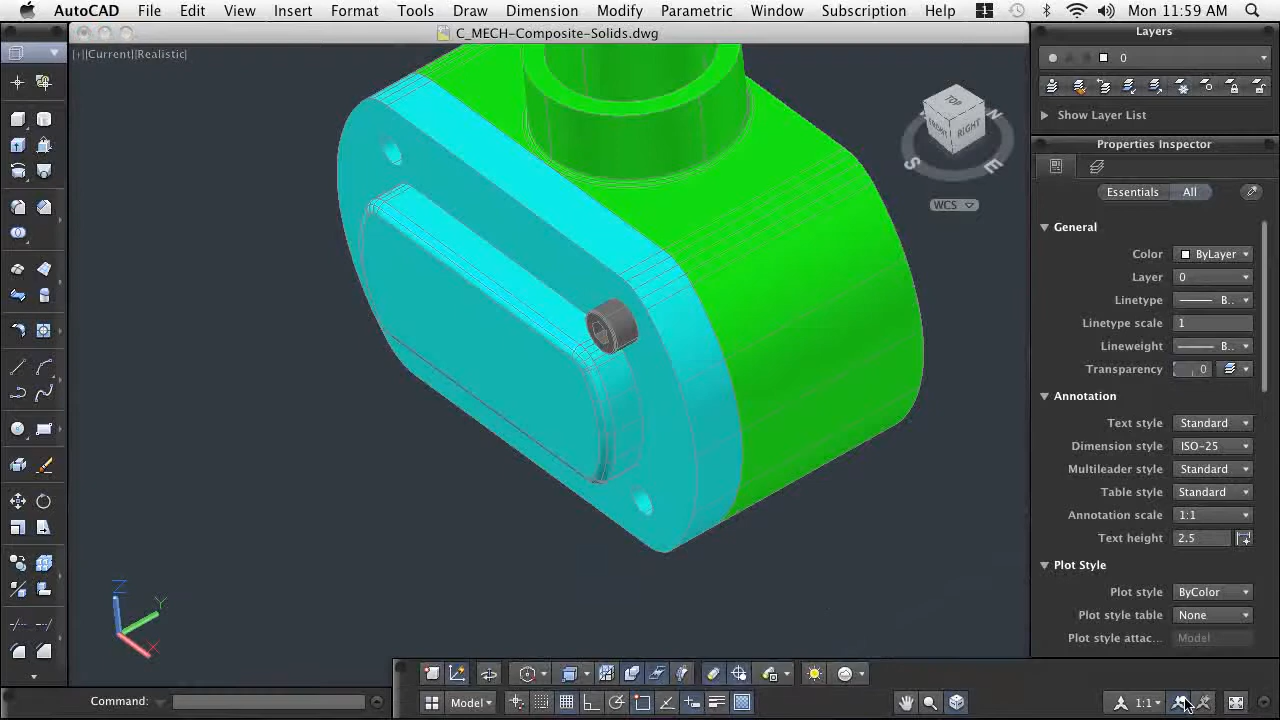 AutoCAD File Edit View Insert Format Tools Draw Dimension Modify Parametric Window Subscription Help 1 Mon 11:59 AM
C_MECH-Composite-Solids.dwg
[+][Current][Realistic]
Layers
0
Show Layer List
Properties Inspector
Essentials All
General
Color ByLayer
Layer 0
Linetype B..
Linetype scale 1
Lineweight B..
Transparency 0
Annotation
Text style Standard
Dimension style ISO-25
Multileader style Standard
Table style Standard
Annotation scale 1:1
Text height 2.5
Plot Style
Plot style ByColor
Plot style table None
Plot style attac... Model
TOP
FRONT
RIGHT
N
S
E
WCS
Z
Y
X
Command:
Model
1:1